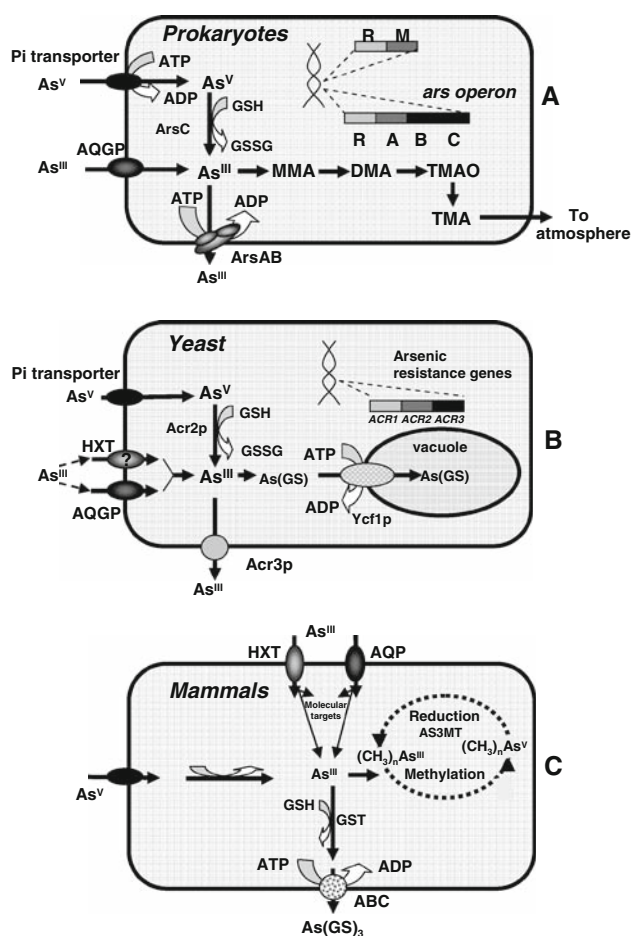 Prokaryotes
Pi transporter
ATP
R M
As^V
As^V
ADP
ars operon
A
GSH
ArsC
GSSG
R A B C
AQGP
As^III
As^III
MMA
DMA
TMAO
ATP
ADP
TMA
To
atmosphere
ArsAB
As^III
Yeast
Arsenic
resistance genes
Pi transporter
As^V
As^V
ACR1 ACR2 ACR3
Acr2p
GSH
GSSG
B
HXT
?
ATP
vacuole
As^III
As^III
As(GS)
As(GS)
AQGP
ADP
Ycf1p
Acr3p
As^III
As^III
HXT
AQP
Mammals
Molecular
targets
Reduction
AS3MT
(CH3)nAs^III
(CH3)nAs^V
C
As^III
Methylation
As^V
GSH
GST
ATP
ADP
ABC
As(GS)3